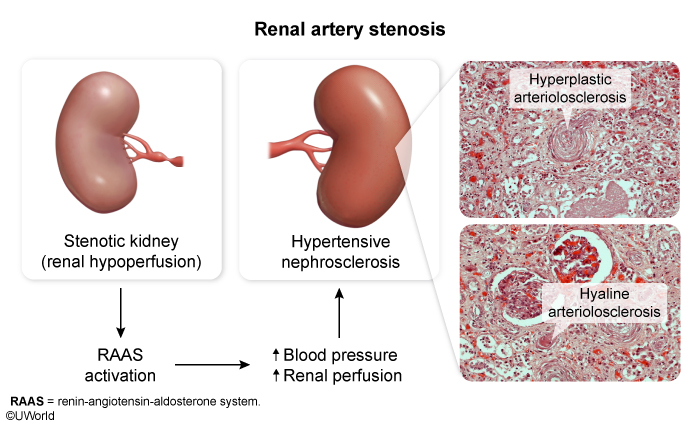 Renal artery stenosis
Stenotic kidney
(renal hypoperfusion)
Hypertensive
nephrosclerosis
Hyperplastic
arteriolosclerosis
Hyaline
arteriolosclerosis
RAAS
activation
↑ Blood pressure
↑ Renal perfusion
RAAS = renin-angiotensin-aldosterone system.
©UWorld